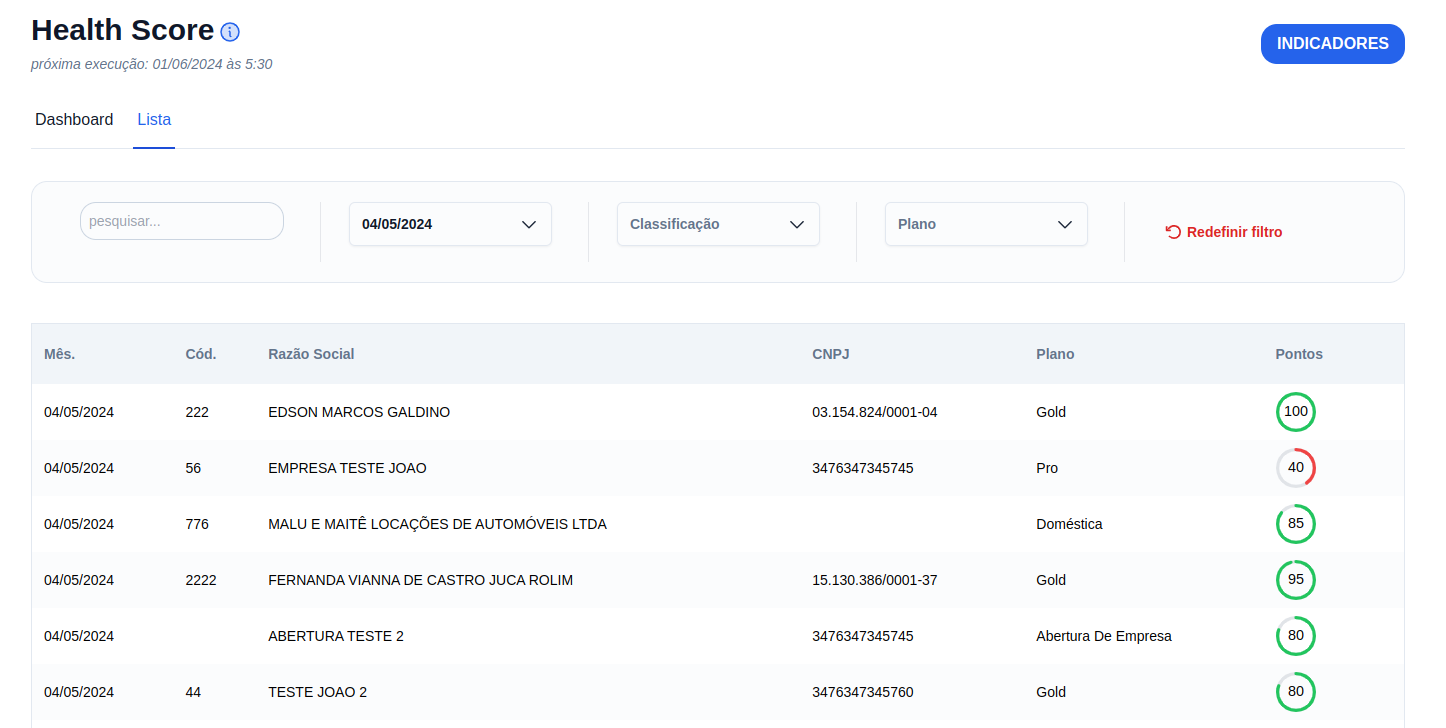 Health Score
próxima execução: 01/06/2024 às 5:30
INDICADORES
Dashboard Lista
pesquisar... 04/05/2024 Classificação Plano Redefinir filtro
Mês. Cód. Razão Social CNPJ Plano Pontos
04/05/2024 222 EDSON MARCOS GALDINO 03.154.824/0001-04 Gold 100
04/05/2024 56 EMPRESA TESTE JOAO 3476347345745 Pro 40
04/05/2024 776 MALU E MAITÊ LOCAÇÕES DE AUTOMÓVEIS LTDA Doméstica 85
04/05/2024 2222 FERNANDA VIANNA DE CASTRO JUCA ROLIM 15.130.386/0001-37 Gold 95
04/05/2024 ABERTURA TESTE 2 3476347345745 Abertura De Empresa 80
04/05/2024 44 TESTE JOAO 2 3476347345760 Gold 80